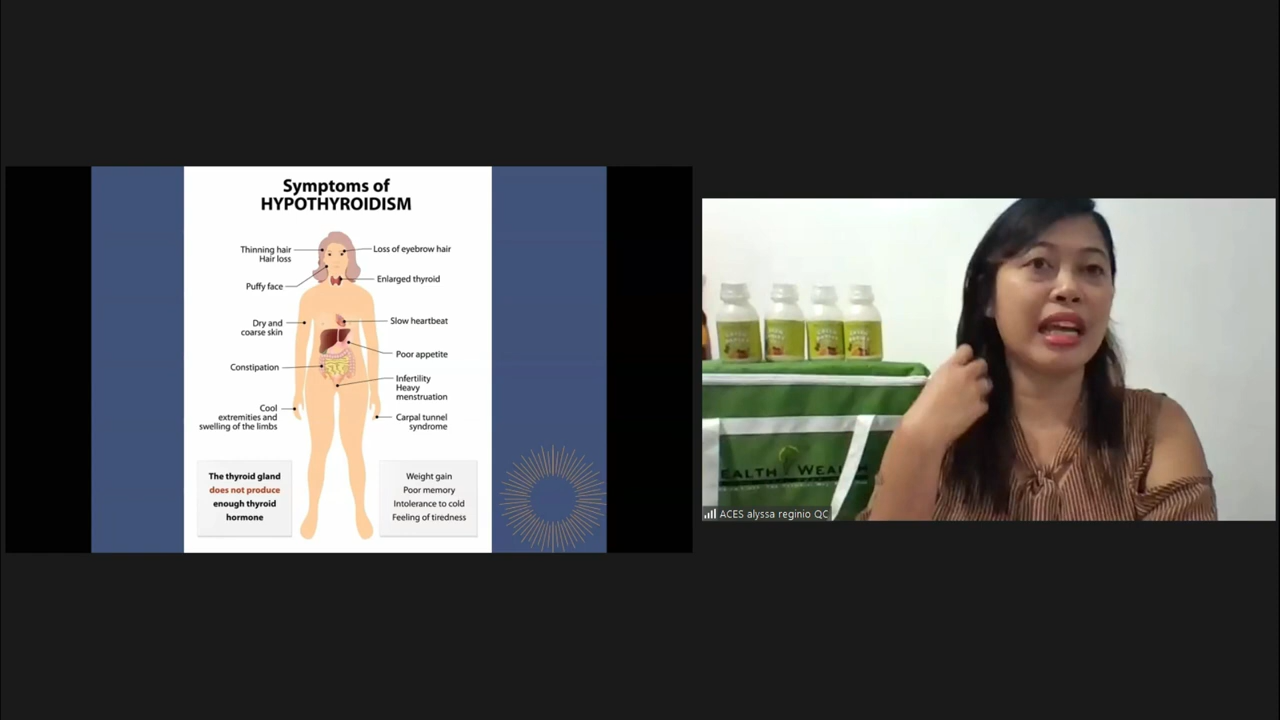 Symptoms of
HYPOTHYROIDISM
Thinning hair
Hair loss
Loss of eyebrow hair
Puffy face
Enlarged thyroid
Dry and
coarse skin
Slow heartbeat
Poor appetite
Constipation
Infertility
Heavy
menstruation
Cool
extremities and
swelling of the limbs
Carpal tunnel
syndrome
The thyroid gland
does not produce
enough thyroid
hormone
Weight gain
Poor memory
Intolerance to cold
Feeling of tiredness
EALTH WEA
ACES alyssa reginio QC